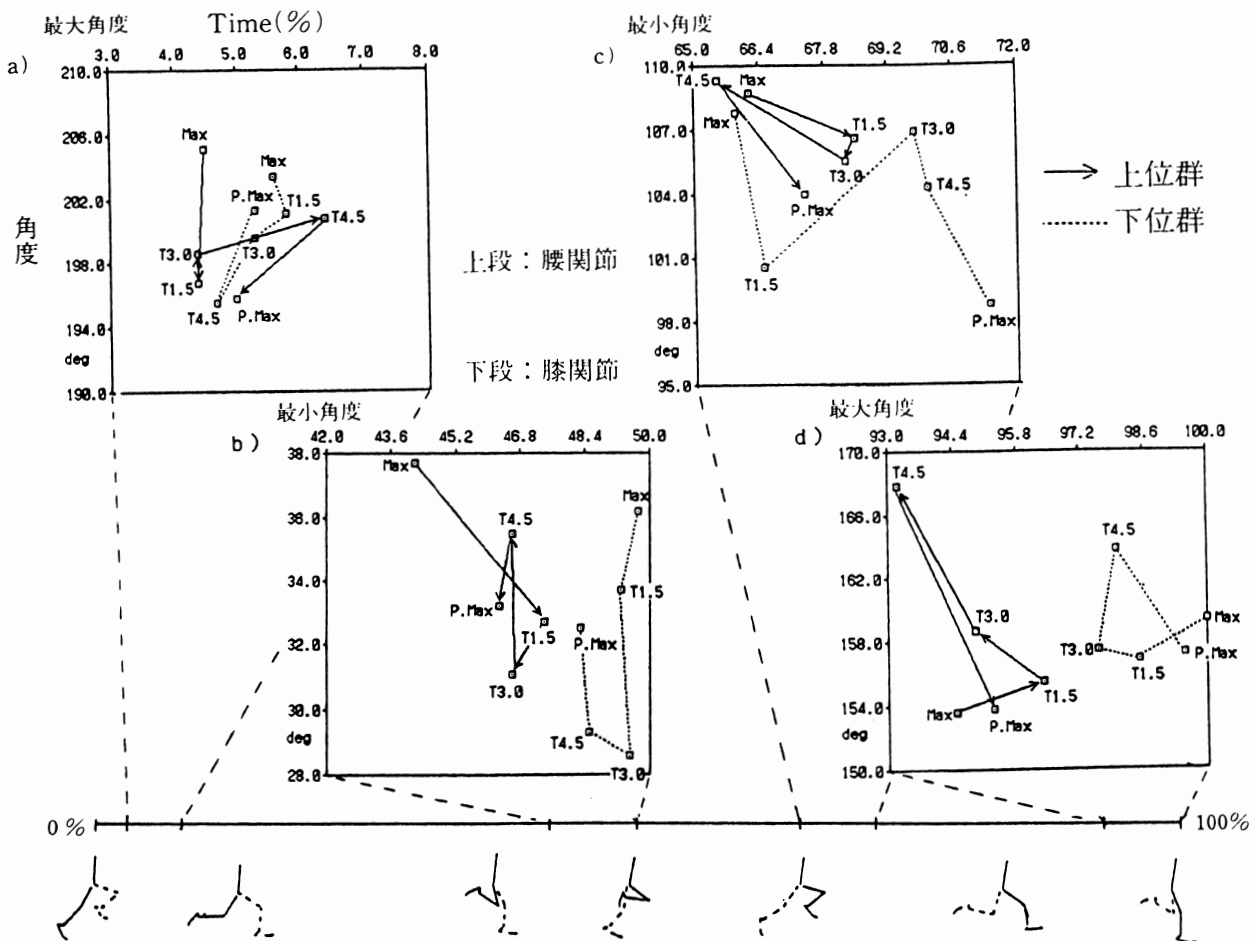 最大角度 Time(%)
3.0 4.0 5.0 6.0 7.0 8.0
a)
210.0
206.0
202.0
198.0
194.0
deg
190.0
角度
Max
Max
P.Max
T1.5
T4.5
T3.0
T3.0
T1.5
T4.5
P.Max
上段：腰関節
下段：膝関節
最小角度
65.0 66.4 67.8 69.2 70.6 72.0
c)
110.0
107.0
104.0
101.0
98.0
deg
95.0
T4.5
Max
Max
T1.5
T3.0
T3.0
T4.5
P.Max
T1.5
P.Max
上位群
下位群
最小角度
42.0 43.6 45.2 46.8 48.4 50.0
b)
38.0
36.0
34.0
32.0
30.0
deg
28.0
Max
Max
T4.5
T1.5
P.Max
T1.5
P.Max
T3.0
T4.5
T3.0
最大角度
93.0 94.4 95.8 97.2 98.6 100.0
d)
170.0
166.0
162.0
158.0
154.0
deg
150.0
T4.5
T4.5
T3.0
Max
T3.0
T1.5
P.Max
T1.5
Max
P.Max
0% 100%